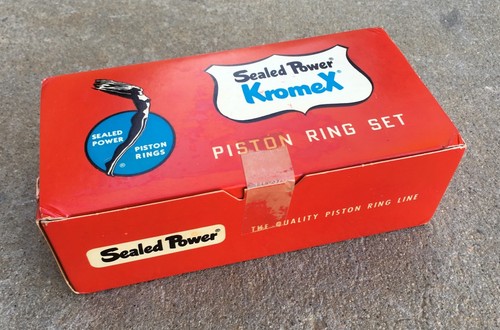 Sealed Power®
KromeX®
PISTON RING SET
SEALED
POWER
PISTON
RINGS
®
Sealed Power®
THE QUALITY PISTON RING LINE